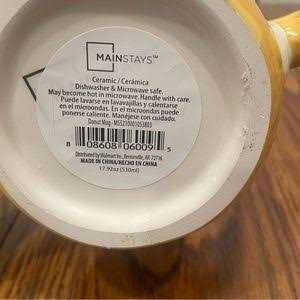 MAINSTAYS™
Ceramic / Cerámica
Dishwasher & Microwave safe.
May become hot in microwave. Handle with care.
Puede lavarse en lavavajillas y calentarse
en el microondas. En el microondas puede
ponerse caliente. Manéjese con cuidado.
Donut Mug - MS52100010538
8 08608 06009 5
Distributed by Walmart Inc., Bentonville, AR 72716
MADE IN CHINA/HECHO EN CHINA
17.92oz (530ml)